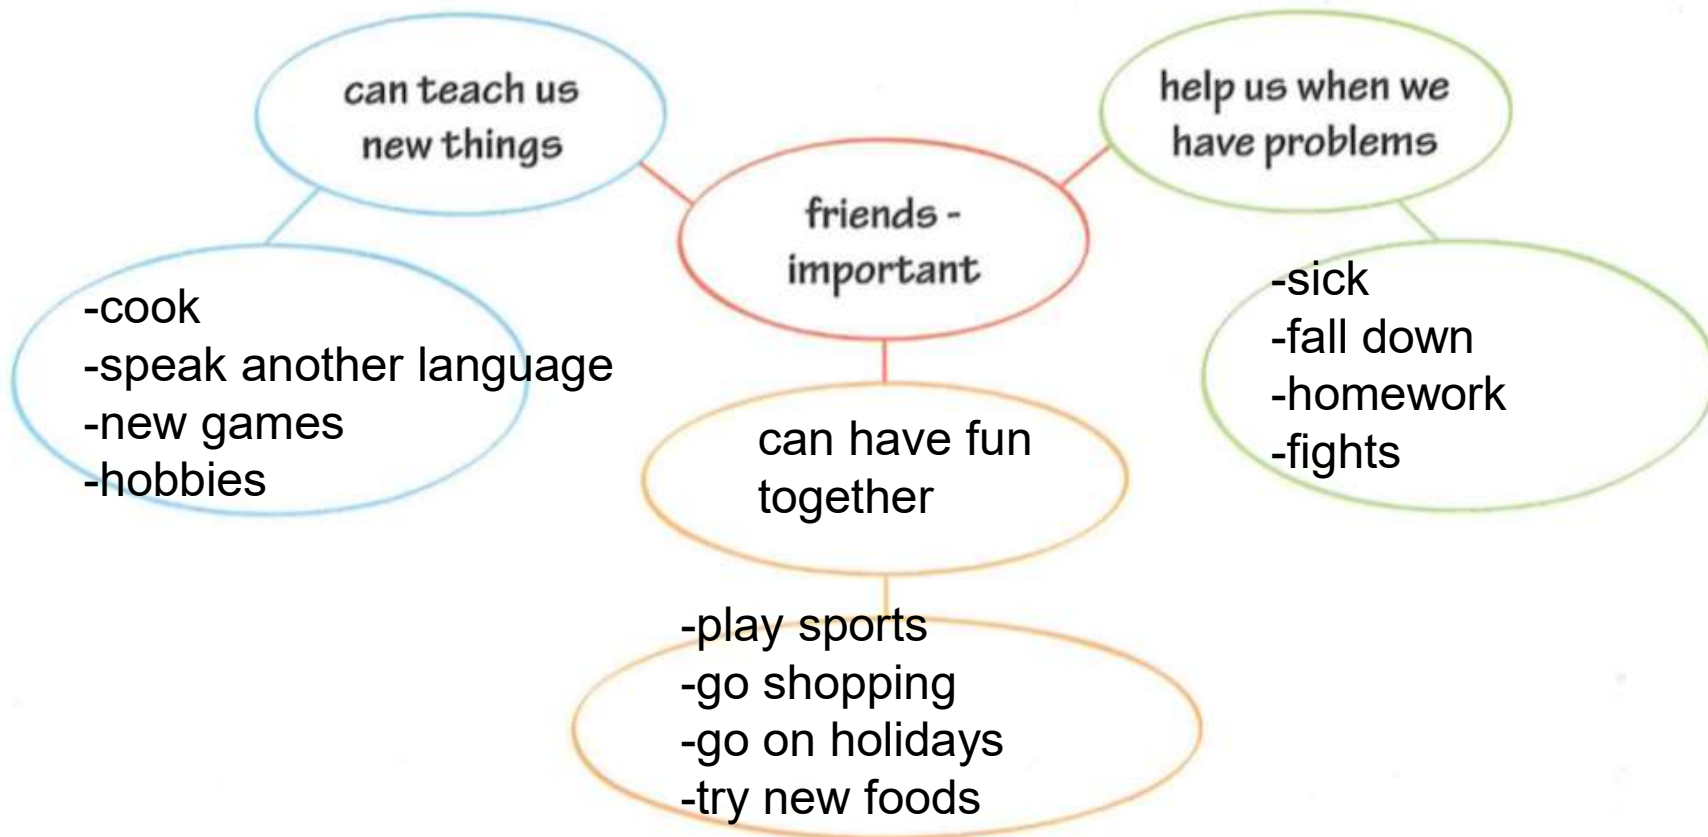 can teach us
new things
help us when we
have problems
friends -
important
-cook
-speak another language
-new games
-hobbies
can have fun
together
-sick
-fall down
-homework
-fights
-play sports
-go shopping
-go on holidays
-try new foods